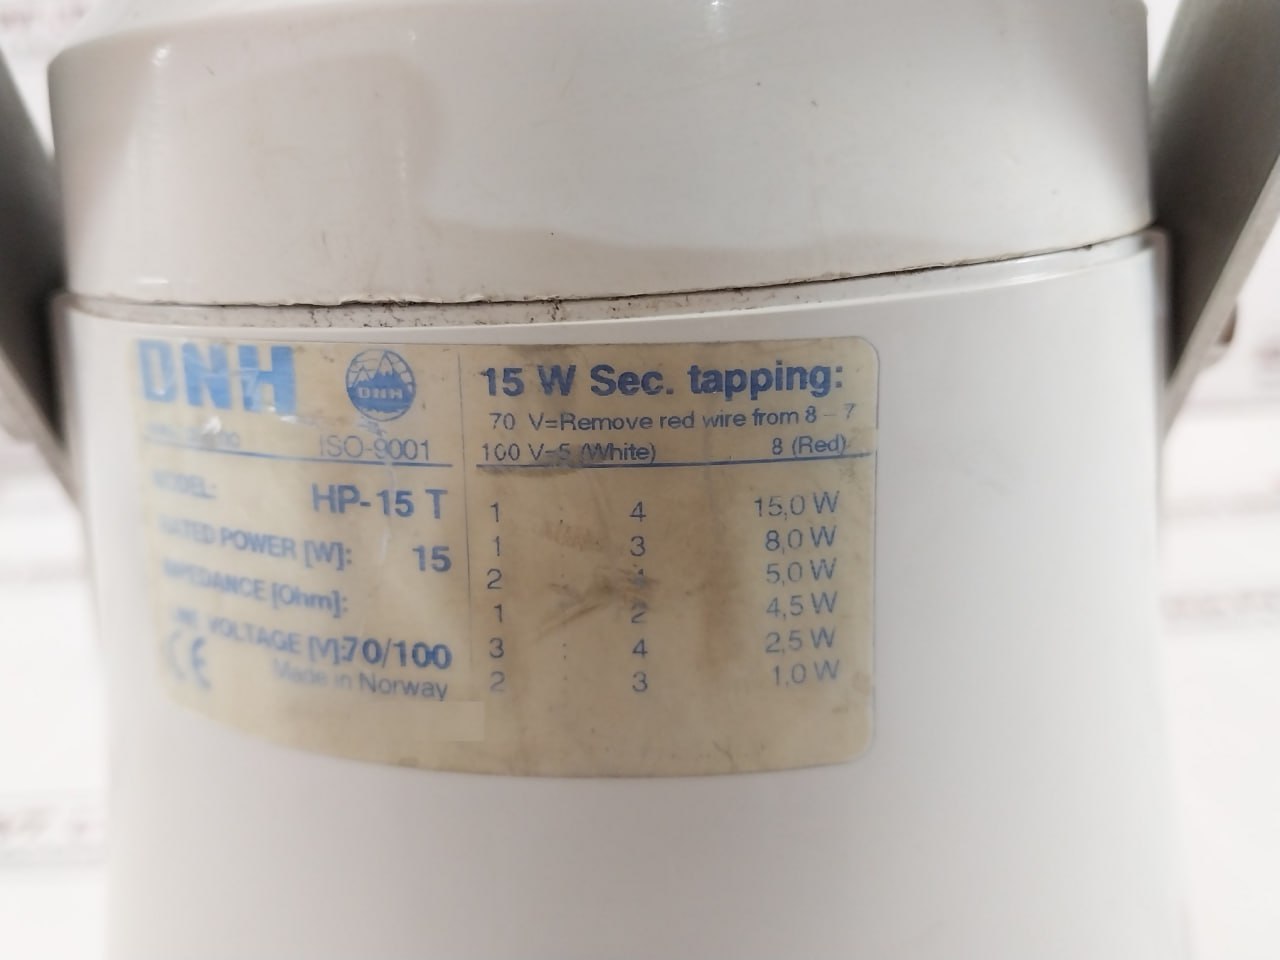 DNH
DNH
ISO-9001
MODEL: HP-15 T
RATED POWER [W]: 15
IMPEDANCE [Ohm]:
VOLTAGE [V]:70/100
CE Made in Norway
15 W Sec. tapping:
70 V=Remove red wire from 8 - 7
100 V-5 (White) 8 (Red)
1 : 4 15,0 W
1 3 8,0 W
2 : 4 5,0 W
1 2 4,5 W
3 : 4 2,5 W
2 3 1,0 W